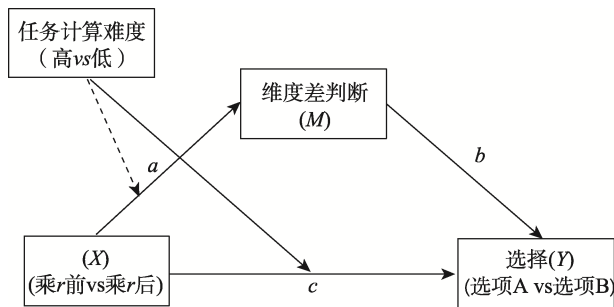 任务计算难度
（高vs低）
维度差判断
(M)
a
b
(X)
(乘r前vs乘r后)
c
选择(Y)
(选项A vs选项B)